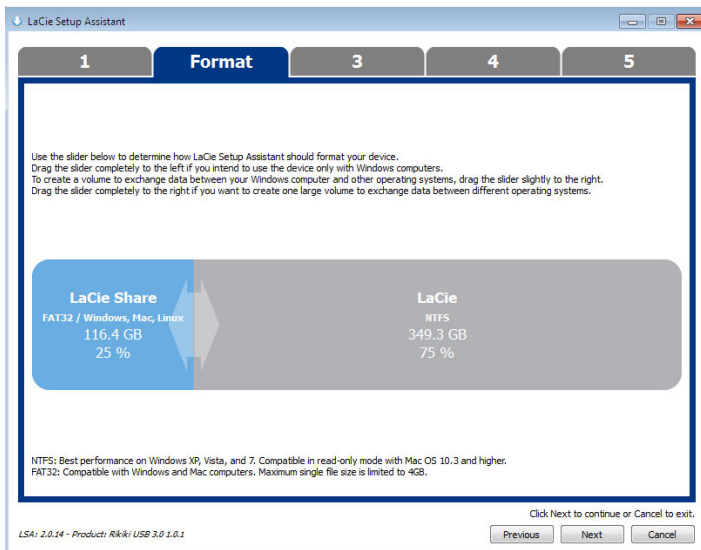 LaCie Setup Assistant
1
Format
3
4
5
Use the slider below to determine how LaCie Setup Assistant should format your device.
Drag the slider completely to the left if you intend to use the device only with Windows computers.
To create a volume to exchange data between your Windows computer and other operating systems, drag the slider slightly to the right.
Drag the slider completely to the right if you want to create one large volume to exchange data between different operating systems.
LaCie Share
FAT32 / Windows, Mac, Linux
116.4 GB
25 %
LaCie
NTFS
349.3 GB
75 %
NTFS: Best performance on Windows XP, Vista, and 7. Compatible in read-only mode with Mac OS 10.3 and higher.
FAT32: Compatible with Windows and Mac computers. Maximum single file size is limited to 4GB.
Click Next to continue or Cancel to exit.
LSA: 2.0.14 - Product: Rikiki USB 3.0 1.0.1
Previous
Next
Cancel